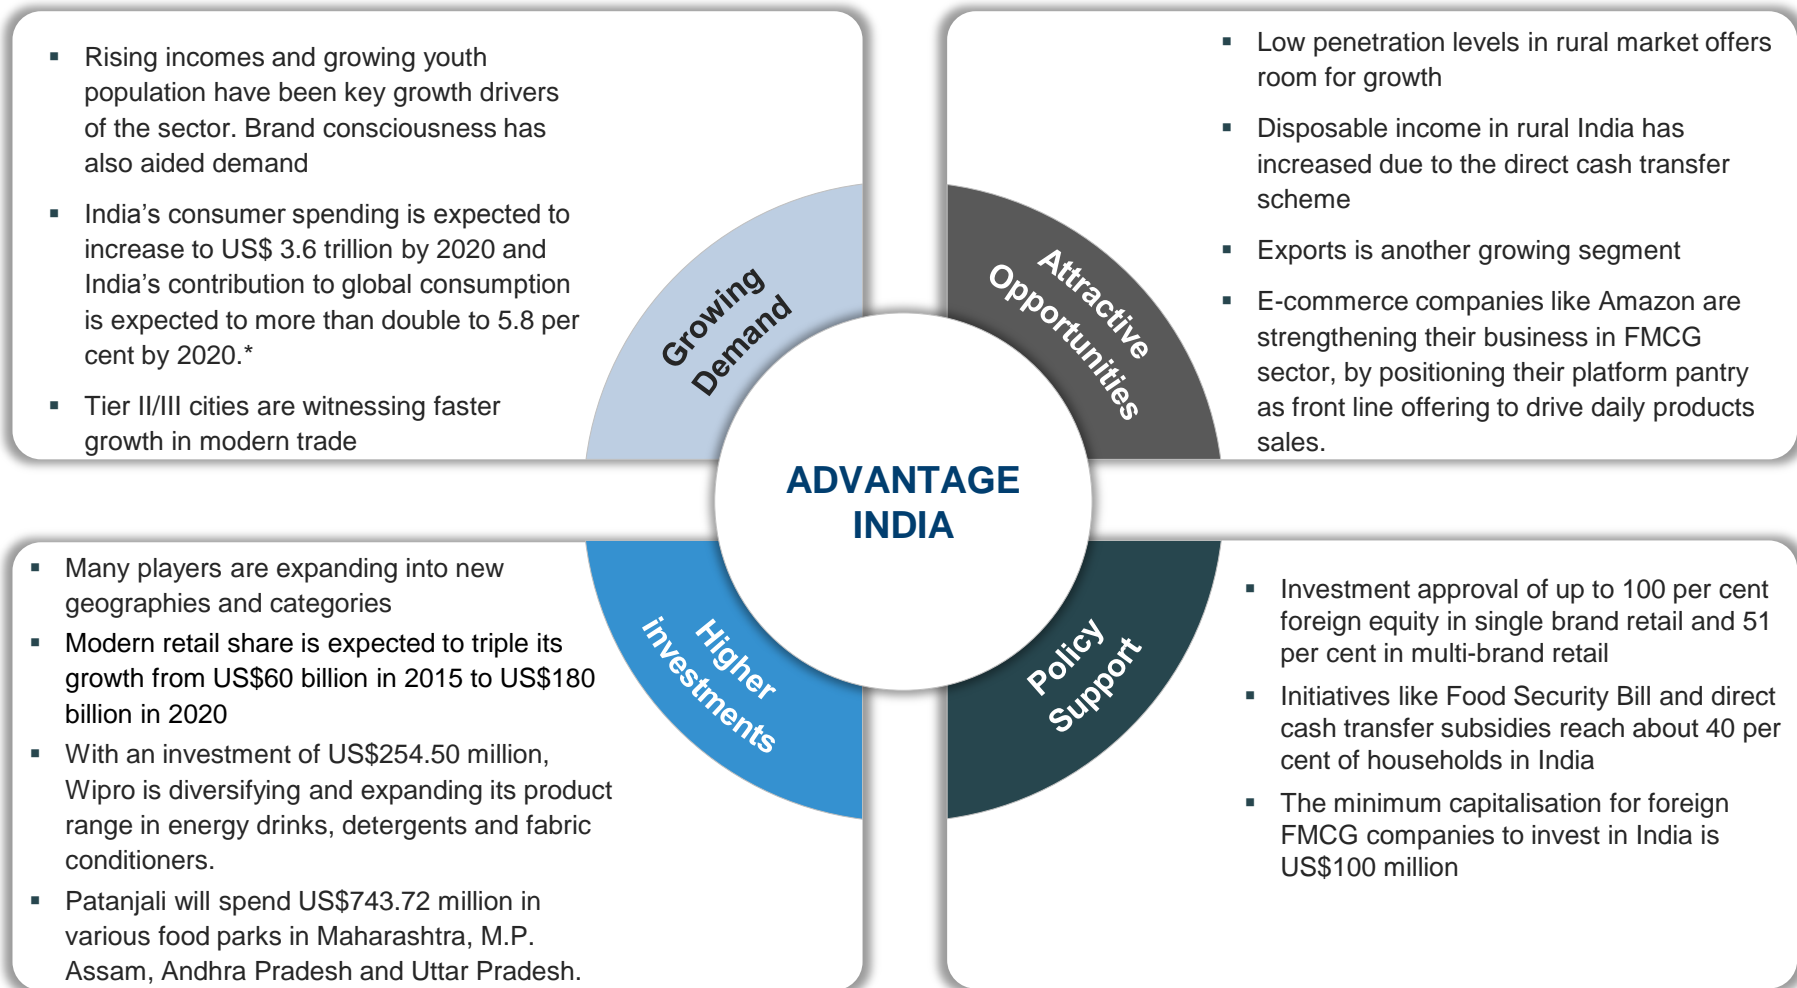 ▪ Rising incomes and growing youth
population have been key growth drivers
of the sector. Brand consciousness has
also aided demand
▪ India’s consumer spending is expected to
increase to US$ 3.6 trillion by 2020 and
India’s contribution to global consumption
is expected to more than double to 5.8 per
cent by 2020.*
▪ Tier II/III cities are witnessing faster
growth in modern trade
Growing
Demand
▪ Low penetration levels in rural market offers
room for growth
▪ Disposable income in rural India has
increased due to the direct cash transfer
scheme
▪ Exports is another growing segment
▪ E-commerce companies like Amazon are
strengthening their business in FMCG
sector, by positioning their platform pantry
as front line offering to drive daily products
sales.
Attractive
Opportunities
ADVANTAGE
INDIA
▪ Many players are expanding into new
geographies and categories
▪ Modern retail share is expected to triple its
growth from US$60 billion in 2015 to US$180
billion in 2020
▪ With an investment of US$254.50 million,
Wipro is diversifying and expanding its product
range in energy drinks, detergents and fabric
conditioners.
▪ Patanjali will spend US$743.72 million in
various food parks in Maharashtra, M.P.
Assam, Andhra Pradesh and Uttar Pradesh.
Higher
investments
Policy
Support
▪ Investment approval of up to 100 per cent
foreign equity in single brand retail and 51
per cent in multi-brand retail
▪ Initiatives like Food Security Bill and direct
cash transfer subsidies reach about 40 per
cent of households in India
▪ The minimum capitalisation for foreign
FMCG companies to invest in India is
US$100 million